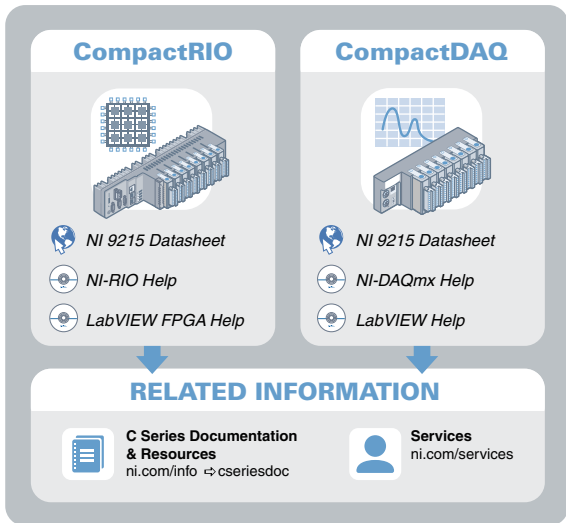 CompactRIO
NI 9215 Datasheet
NI-RIO Help
LabVIEW FPGA Help
CompactDAQ
NI 9215 Datasheet
NI-DAQmx Help
LabVIEW Help
RELATED INFORMATION
C Series Documentation
& Resources
ni.com/info ➪ cseriesdoc
Services
ni.com/services